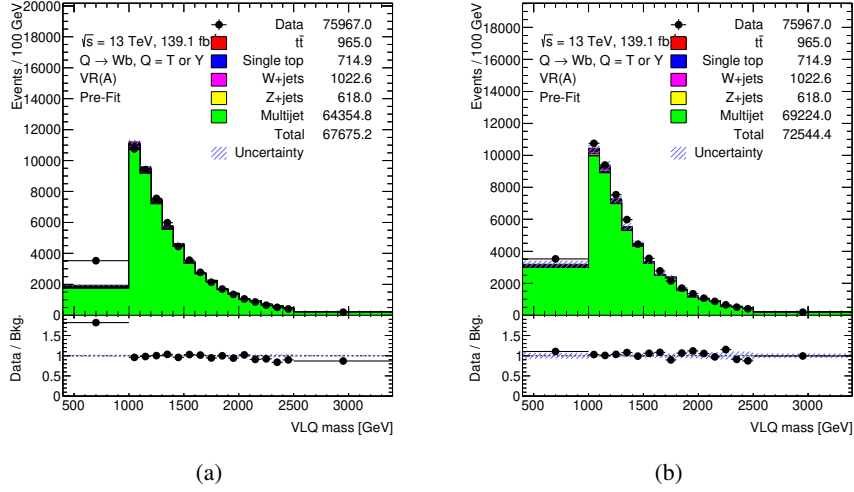 Events / 100 GeV
20000
18000
16000
14000
12000
10000
8000
6000
4000
2000
0
√s = 13 TeV, 139.1 fb
Q → Wb, Q = T or Y
VR(A)
Pre-Fit
Data 75967.0
tt̄ 965.0
Single top 714.9
W+jets 1022.6
Z+jets 618.0
Multijet 64354.8
Total 67675.2
Uncertainty
Data / Bkg.
1.5
1
0.5
0
500 1000 1500 2000 2500 3000
VLQ mass [GeV]
(a)
Events / 100 GeV
18000
16000
14000
12000
10000
8000
6000
4000
2000
0
√s = 13 TeV, 139.1 fb
Q → Wb, Q = T or Y
VR(A)
Pre-Fit
Data 75967.0
tt̄ 965.0
Single top 714.9
W+jets 1022.6
Z+jets 618.0
Multijet 69224.0
Total 72544.4
Uncertainty
Data / Bkg.
1.5
1
0.5
0
500 1000 1500 2000 2500 3000
VLQ mass [GeV]
(b)